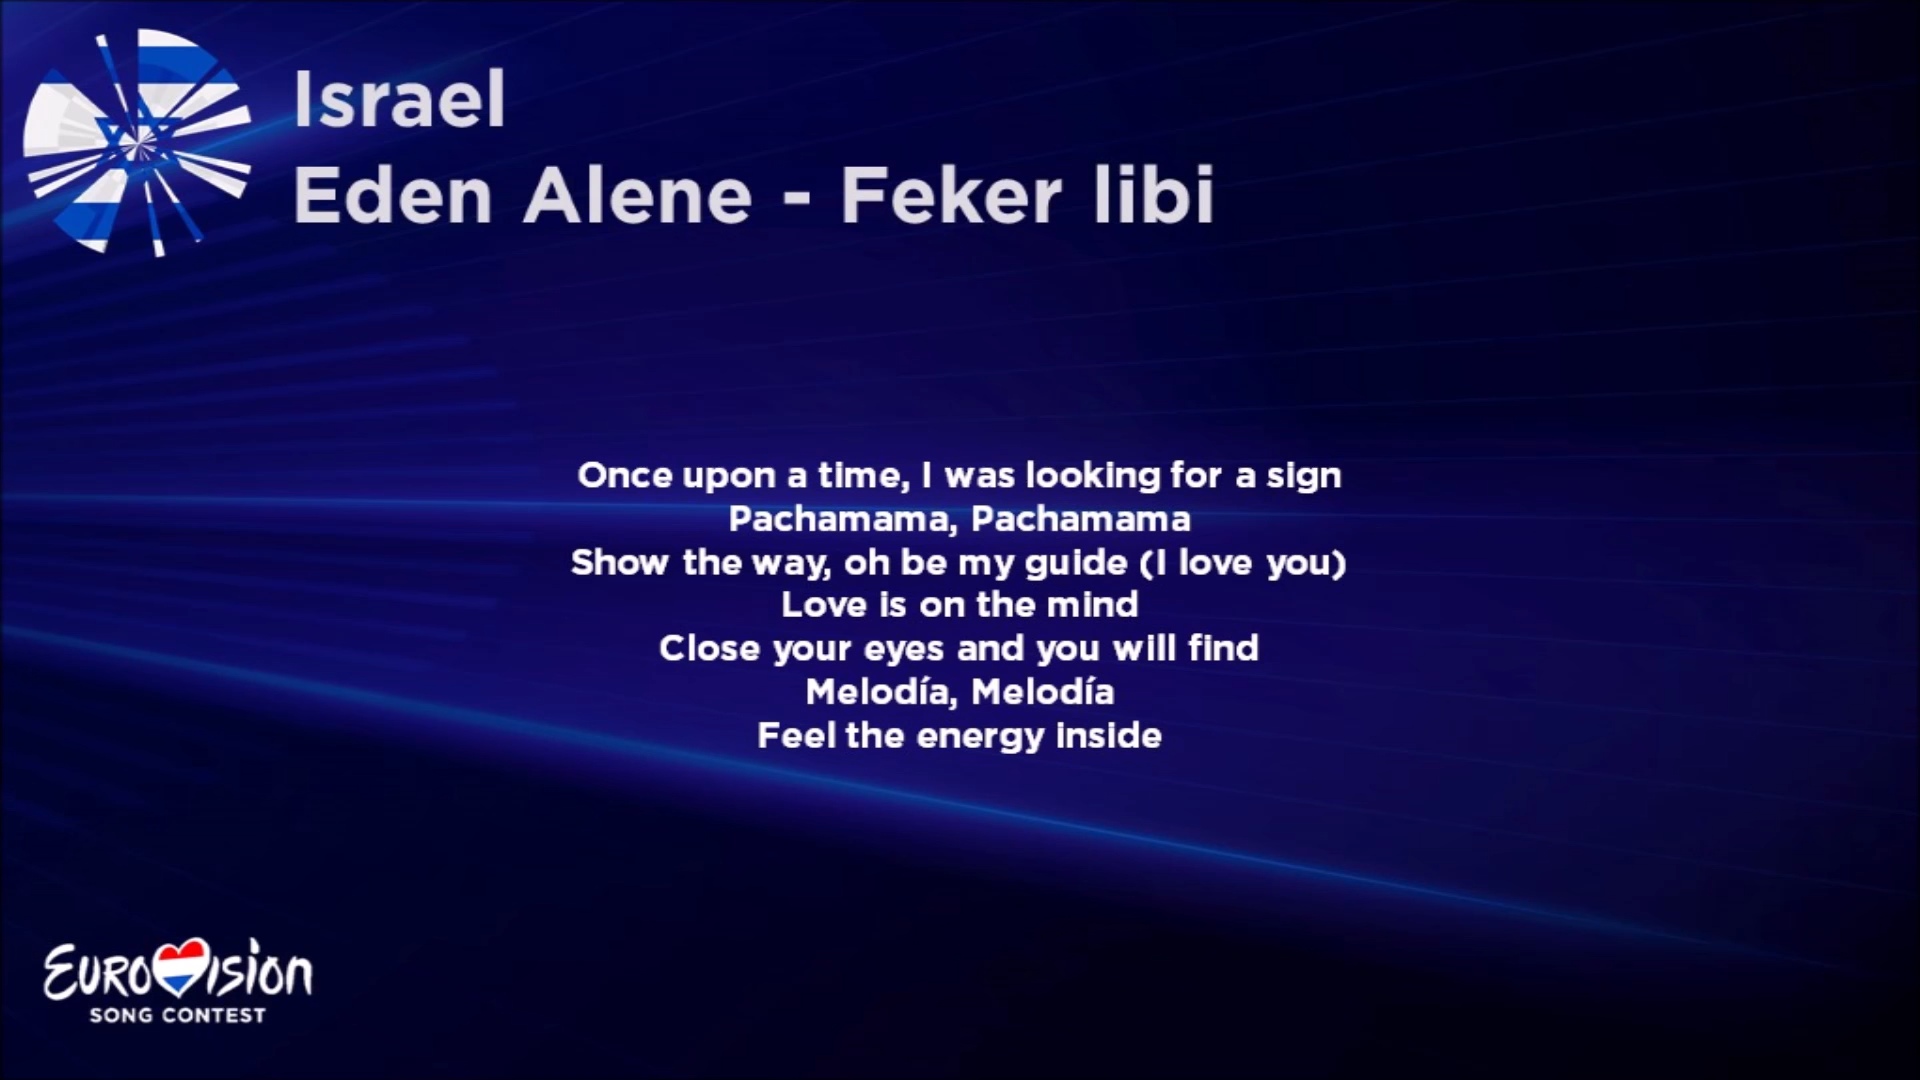 Israel
Eden Alene - Feker libi
Once upon a time, I was looking for a sign
Pachamama, Pachamama
Show the way, oh be my guide (I love you)
Love is on the mind
Close your eyes and you will find
Melodía, Melodía
Feel the energy inside
EUROVISION
SONG CONTEST